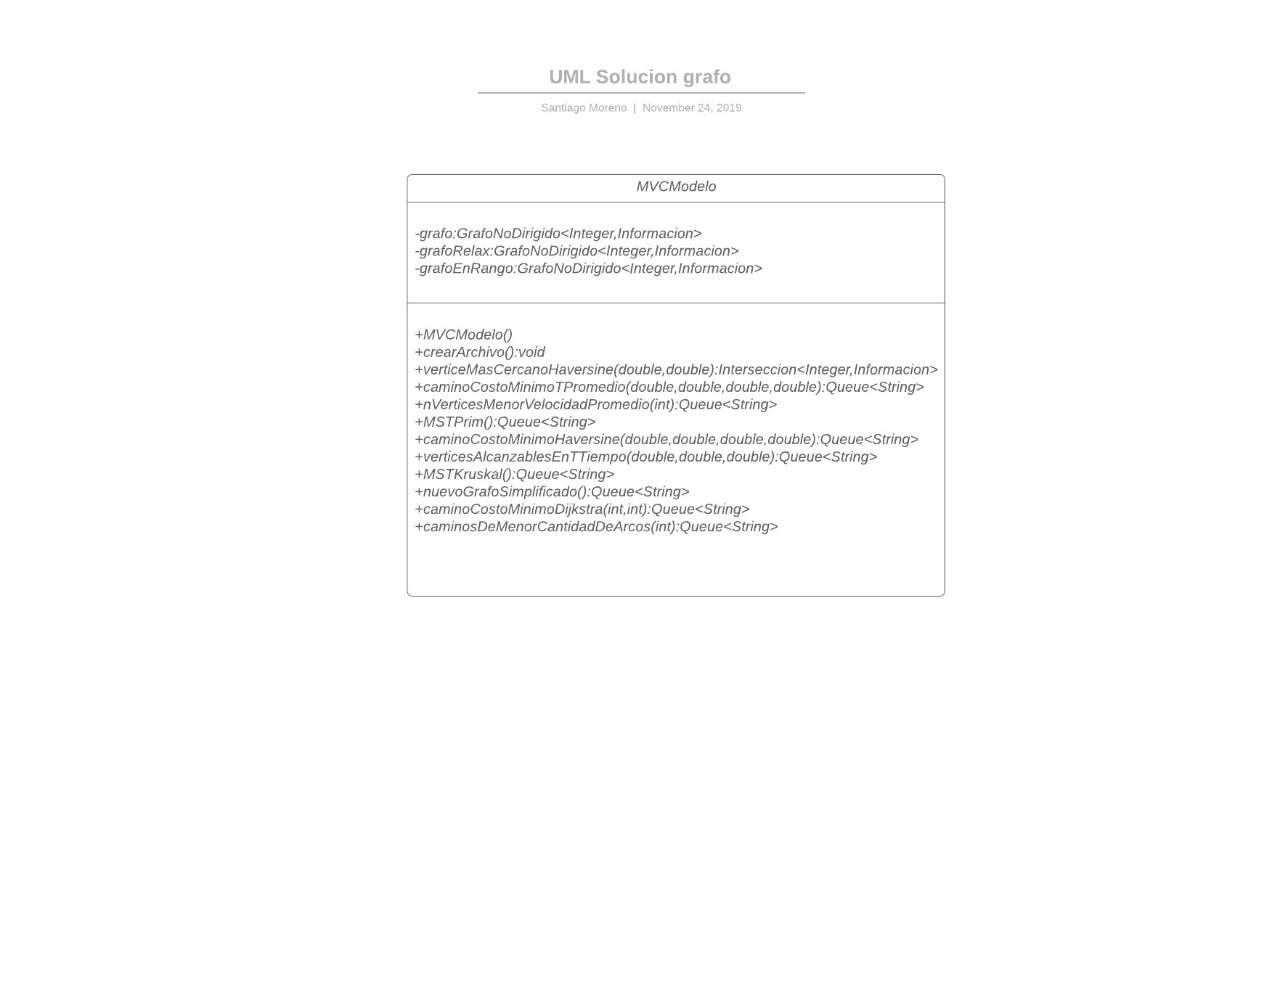 UML Solucion grafo
Santiago Moreno | November 24, 2019
MVCModelo
-grafo:GrafoNoDirigido<Integer,Informacion>
-grafoRelax:GrafoNoDirigido<Integer,Informacion>
-grafoEnRango:GrafoNoDirigido<Integer,Informacion>
+MVCModelo()
+crearArchivo():void
+verticeMasCercanoHaversine(double,double):Interseccion<Integer,Informacion>
+caminoCostoMinimoTPromedio(double,double,double,double):Queue<String>
+nVerticesMenorVelocidadPromedio(int):Queue<String>
+MSTPrim():Queue<String>
+caminoCostoMinimoHaversine(double,double,double,double):Queue<String>
+verticesAlcanzablesEnTTiempo(double,double,double):Queue<String>
+MSTKruskal():Queue<String>
+nuevoGrafoSimplificado():Queue<String>
+caminoCostoMinimoDijkstra(int,int):Queue<String>
+caminosDeMenorCantidadDeArcos(int):Queue<String>